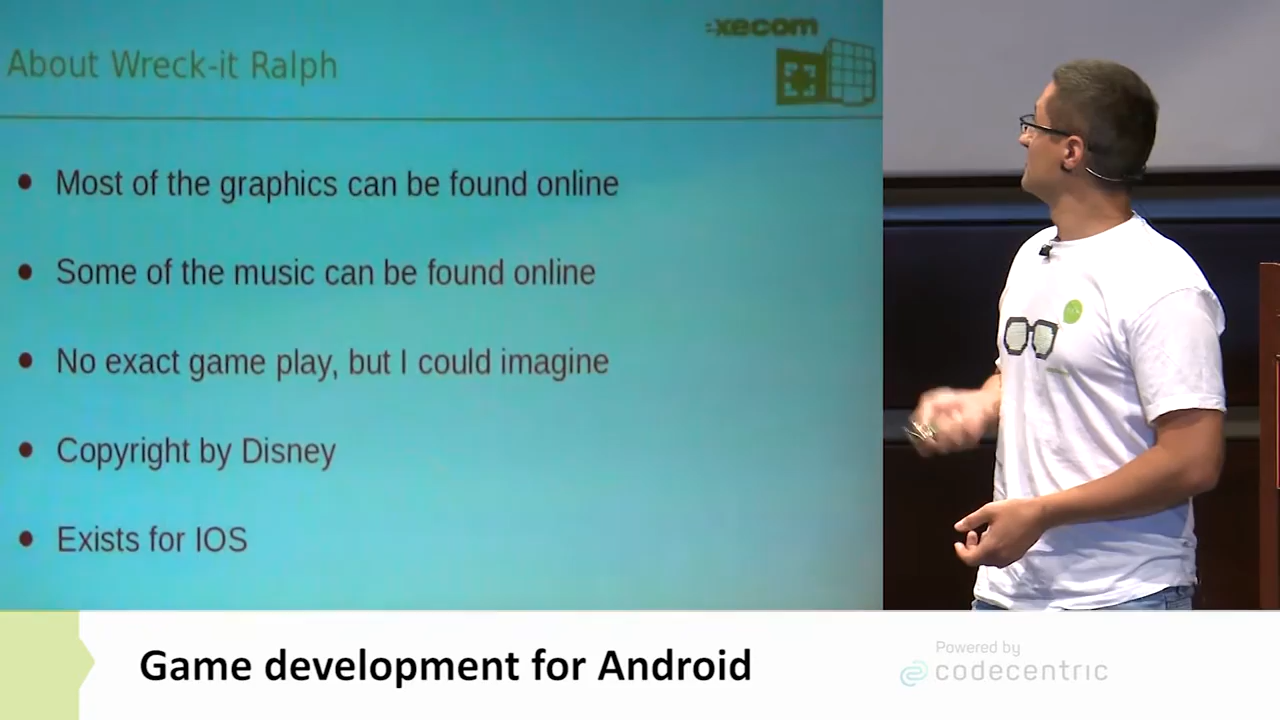 About Wreck-it Ralph
:xecom
Most of the graphics can be found online
Some of the music can be found online
No exact game play, but I could imagine
Copyright by Disney
Exists for IOS
Game development for Android
Powered by
codecentric